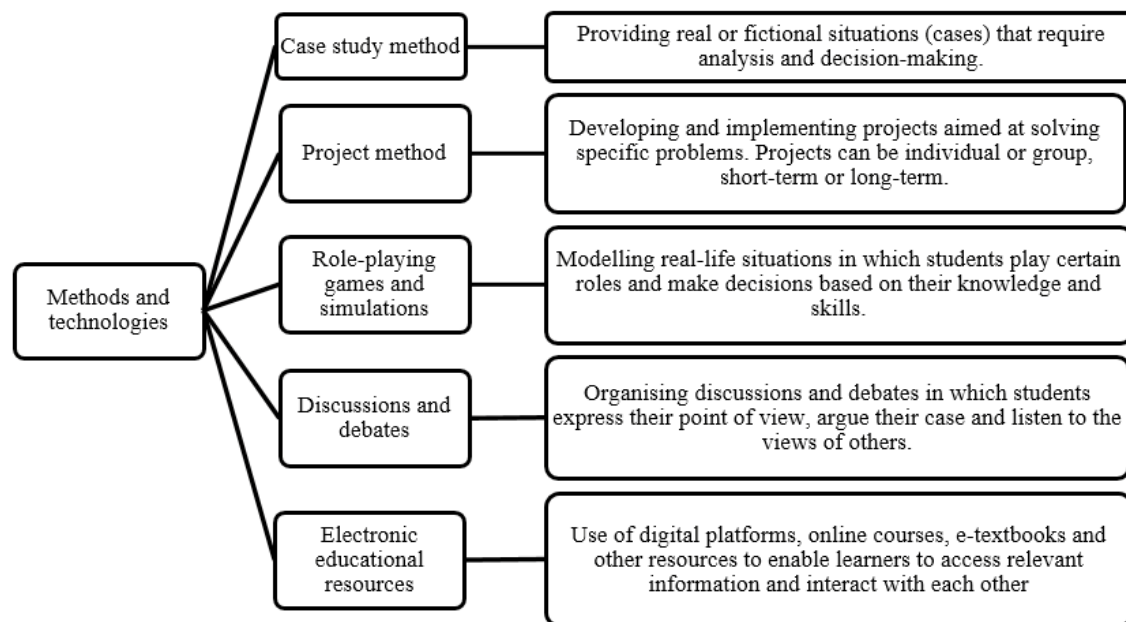 Case study method
Providing real or fictional situations (cases) that require
analysis and decision-making.
Project method
Developing and implementing projects aimed at solving
specific problems. Projects can be individual or group,
short-term or long-term.
Methods and
technologies
Role-playing
games and
simulations
Modelling real-life situations in which students play certain
roles and make decisions based on their knowledge and
skills.
Discussions and
debates
Organising discussions and debates in which students
express their point of view, argue their case and listen to the
views of others.
Electronic
educational
resources
Use of digital platforms, online courses, e-textbooks and
other resources to enable learners to access relevant
information and interact with each other